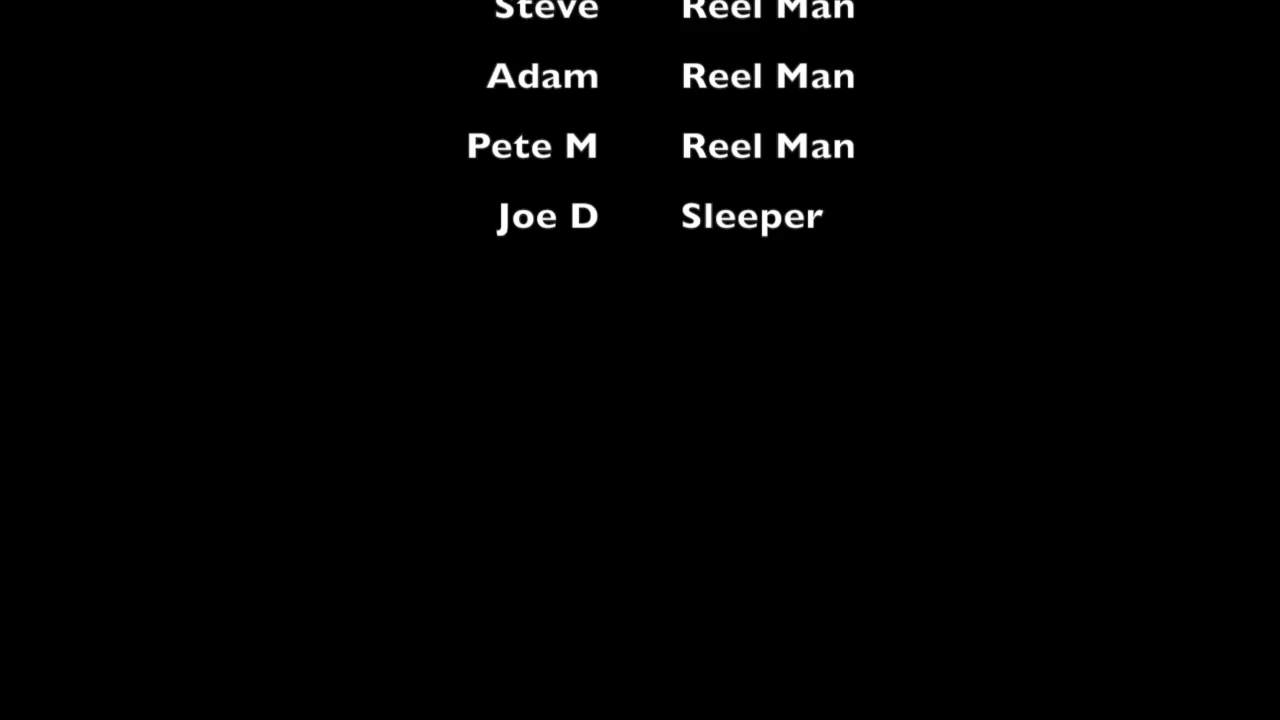 Steve Reel Man
Adam Reel Man
Pete M Reel Man
Joe D Sleeper